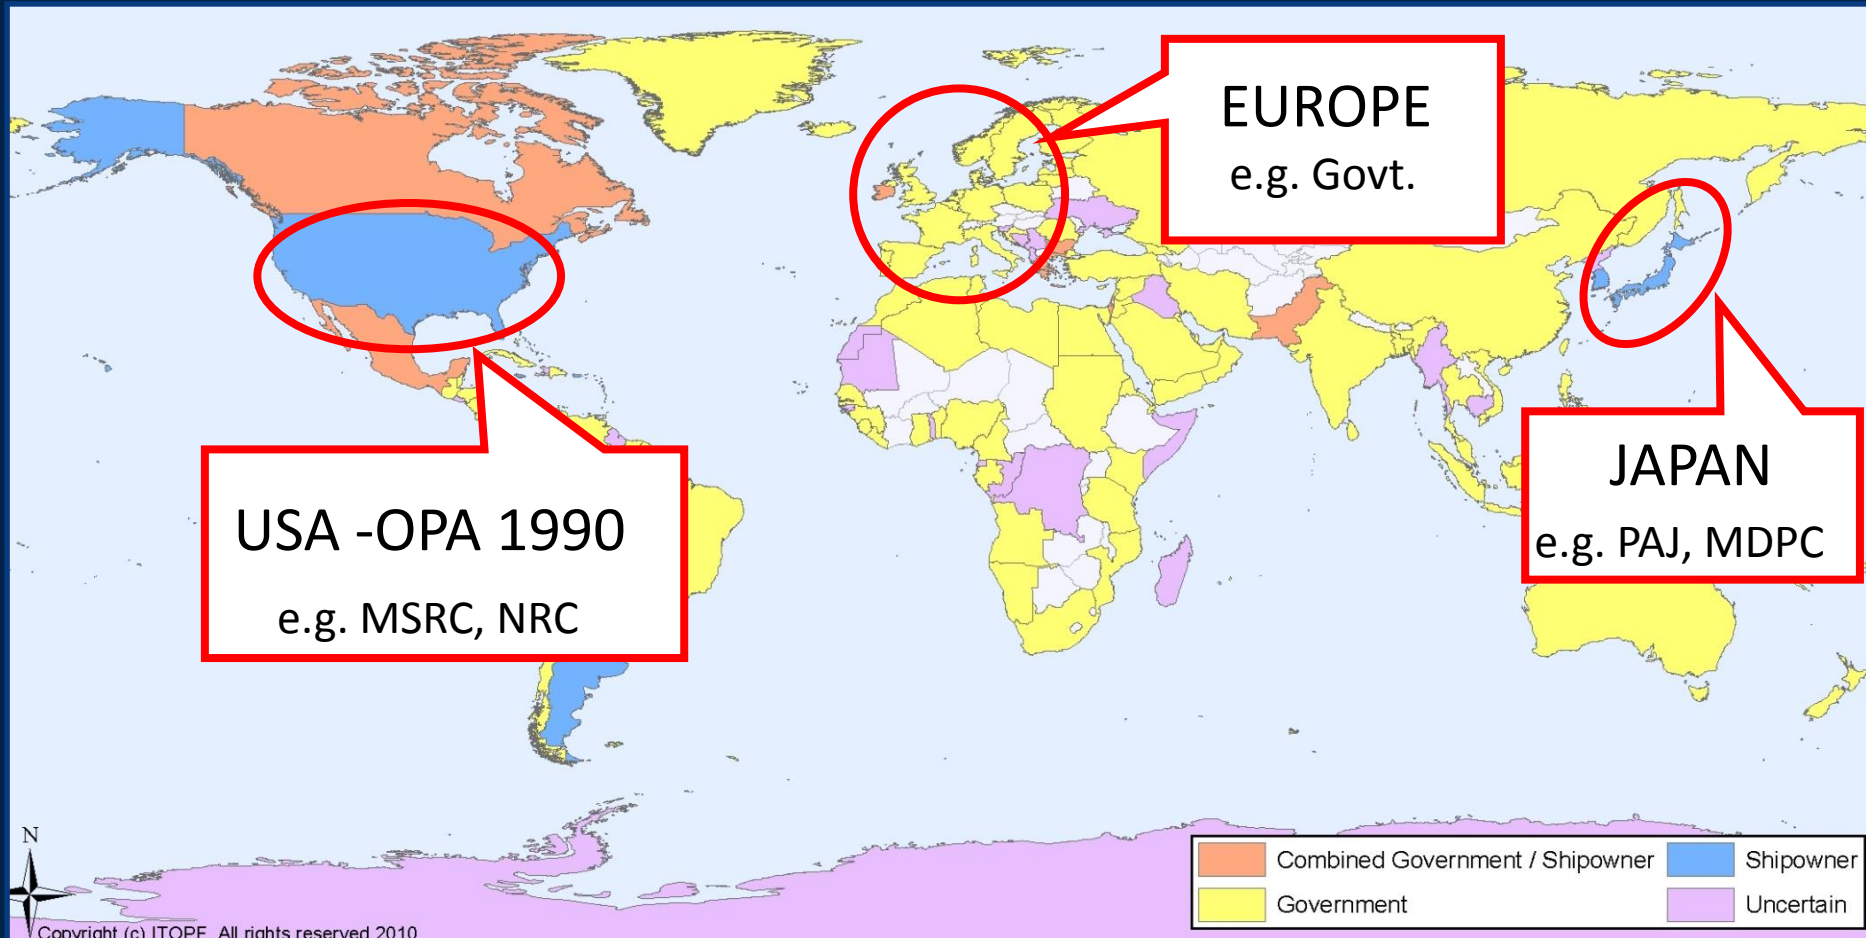 EUROPE
e.g. Govt.
JAPAN
e.g. PAJ, MDPC
USA -OPA 1990
e.g. MSRC, NRC
N
Combined Government / Shipowner
Shipowner
Government
Uncertain
Copyright (c) ITOPF. All rights reserved 2010